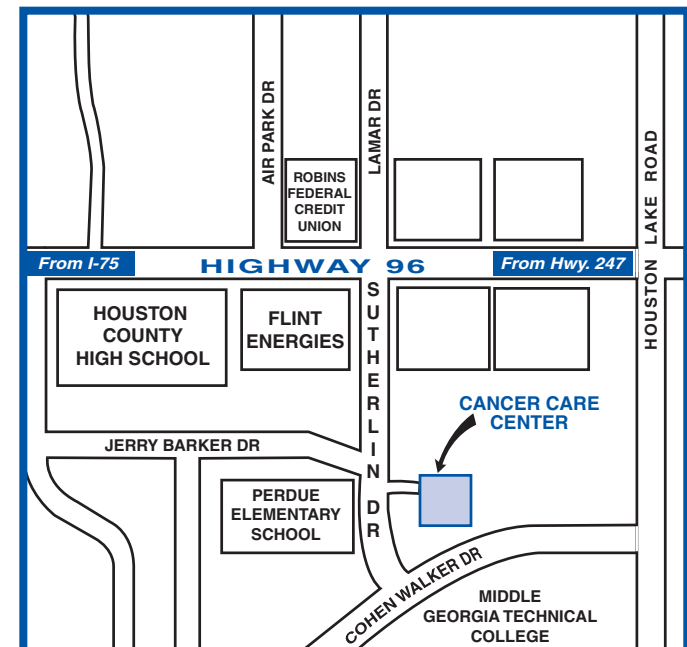 AIR PARK DR
LAMAR DR
HOUSTON LAKE ROAD
ROBINS
FEDERAL
CREDIT
UNION
From I-75
HIGHWAY 96
From Hwy. 247
HOUSTON
COUNTY
HIGH SCHOOL
FLINT
ENERGIES
SUTHERLIN DR
CANCER CARE
CENTER
JERRY BARKER DR
PERDUE
ELEMENTARY
SCHOOL
COHEN WALKER DR
MIDDLE
GEORGIA TECHNICAL
COLLEGE